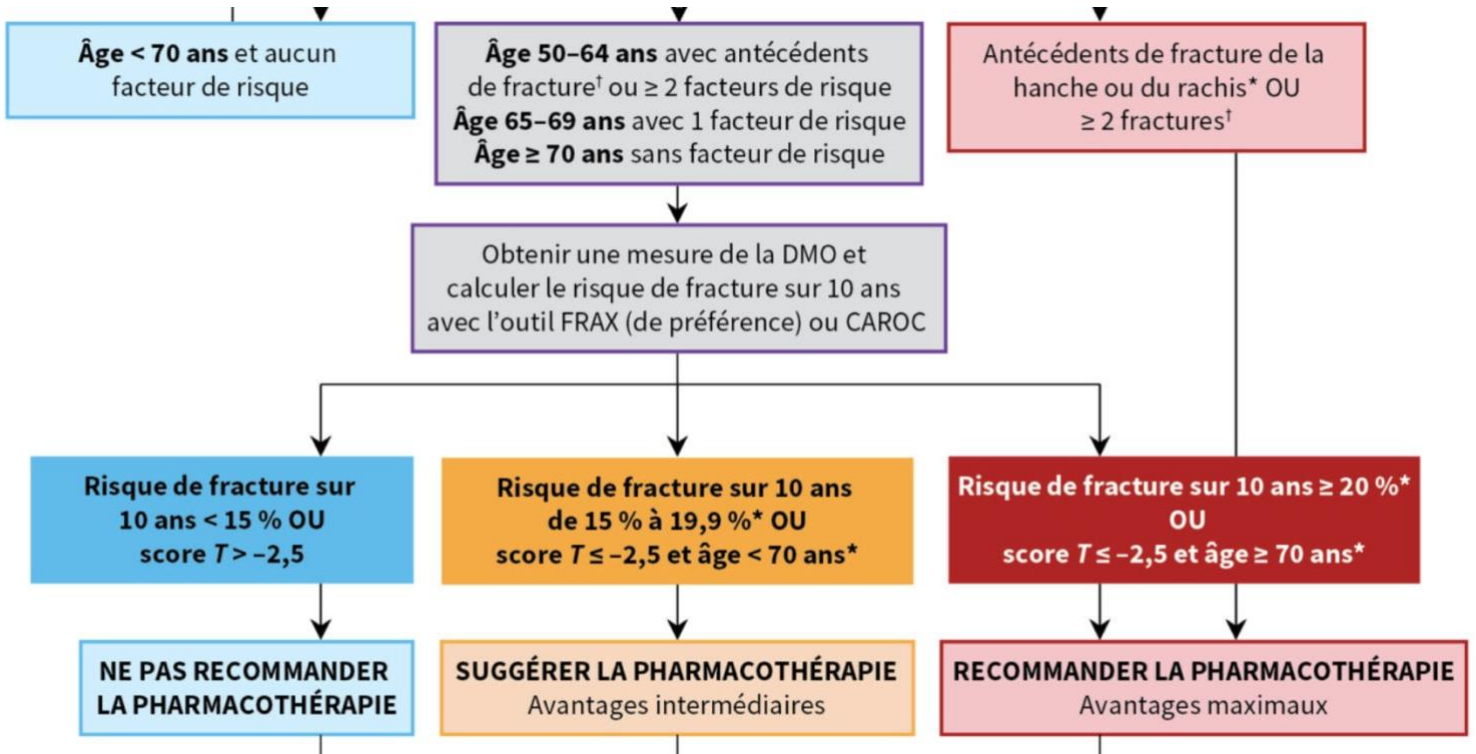 Âge < 70 ans et aucun
facteur de risque
Âge 50–64 ans avec antécédents
de fracture† ou ≥ 2 facteurs de risque
Âge 65–69 ans avec 1 facteur de risque
Âge ≥ 70 ans sans facteur de risque
Antécédents de fracture de la
hanche ou du rachis* OU
≥ 2 fractures†
Obtenir une mesure de la DMO et
calculer le risque de fracture sur 10 ans
avec l’outil FRAX (de préférence) ou CAROC
Risque de fracture sur
10 ans < 15 % OU
score T > –2,5
Risque de fracture sur 10 ans
de 15 % à 19,9 %* OU
score T ≤ –2,5 et âge < 70 ans*
Risque de fracture sur 10 ans ≥ 20 %*
OU
score T ≤ –2,5 et âge ≥ 70 ans*
NE PAS RECOMMANDER
LA PHARMACOTHÉRAPIE
SUGGÉRER LA PHARMACOTHÉRAPIE
Avantages intermédiaires
RECOMMANDER LA PHARMACOTHÉRAPIE
Avantages maximaux